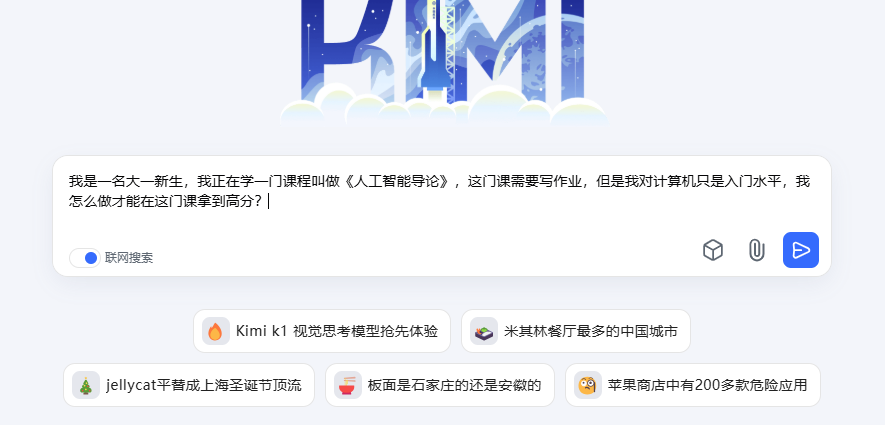 KIMI
我是一名大一新生，我正在学一门课程叫做《人工智能导论》，这门课需要写作业，但是我对计算机只是入门水平，我
怎么做才能在这门课拿到高分？
联网搜索
Kimi k1 视觉思考模型抢先体验
米其林餐厅最多的中国城市
jellycat平替成上海圣诞节顶流
板面是石家庄的还是安徽的
苹果商店中有200多款危险应用